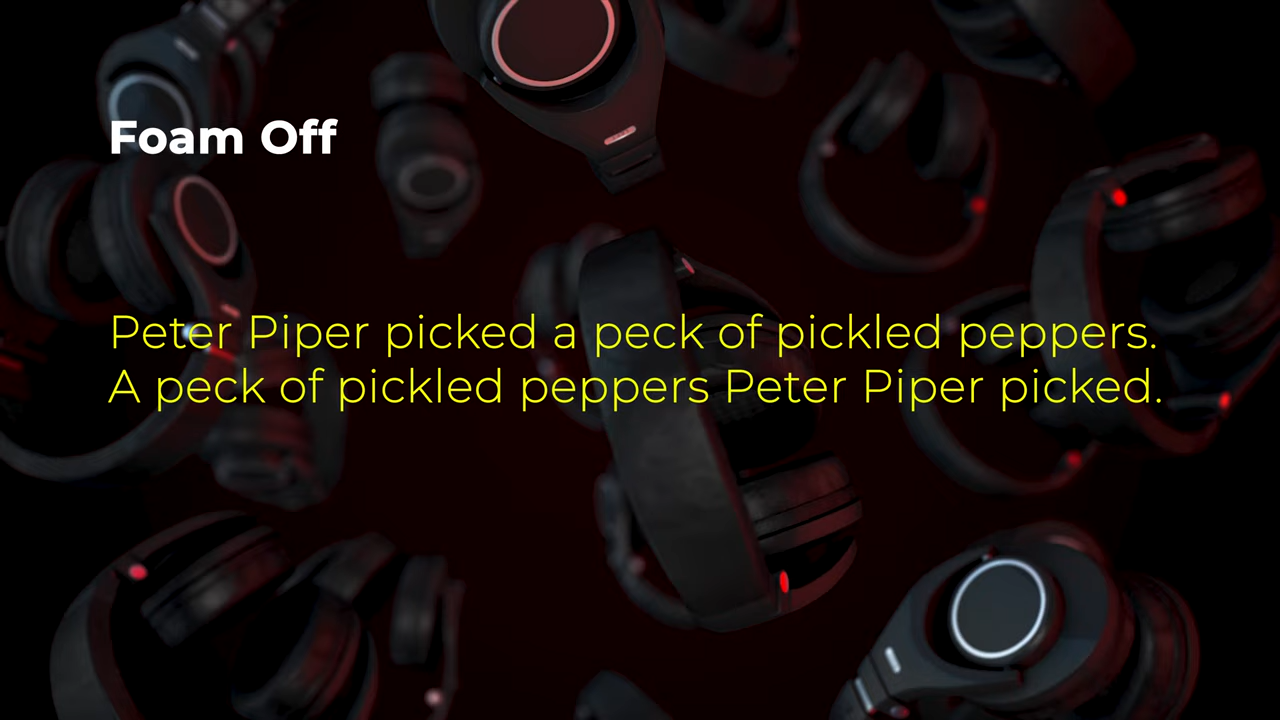 Foam Off
Peter Piper picked a peck of pickled peppers.
A peck of pickled peppers Peter Piper picked.